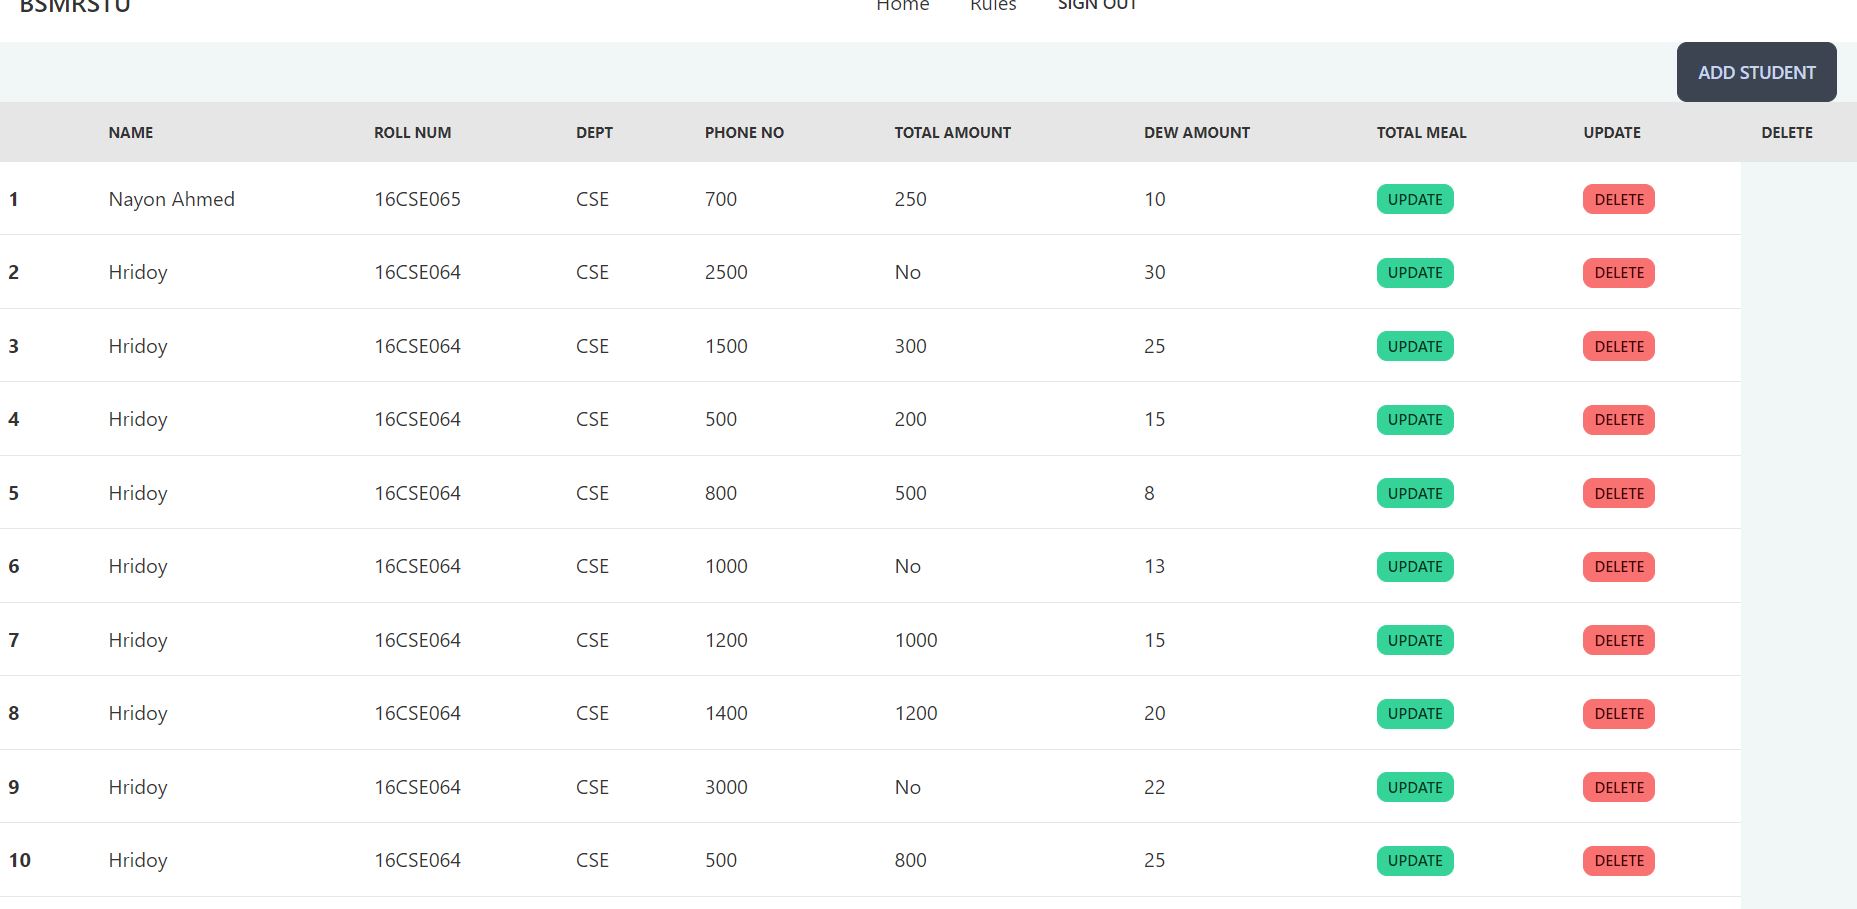 BSMRSTU Home Rules SIGN OUT
ADD STUDENT
NAME ROLL NUM DEPT PHONE NO TOTAL AMOUNT DEW AMOUNT TOTAL MEAL UPDATE DELETE
1 Nayon Ahmed 16CSE065 CSE 700 250 10 UPDATE DELETE
2 Hridoy 16CSE064 CSE 2500 No 30 UPDATE DELETE
3 Hridoy 16CSE064 CSE 1500 300 25 UPDATE DELETE
4 Hridoy 16CSE064 CSE 500 200 15 UPDATE DELETE
5 Hridoy 16CSE064 CSE 800 500 8 UPDATE DELETE
6 Hridoy 16CSE064 CSE 1000 No 13 UPDATE DELETE
7 Hridoy 16CSE064 CSE 1200 1000 15 UPDATE DELETE
8 Hridoy 16CSE064 CSE 1400 1200 20 UPDATE DELETE
9 Hridoy 16CSE064 CSE 3000 No 22 UPDATE DELETE
10 Hridoy 16CSE064 CSE 500 800 25 UPDATE DELETE